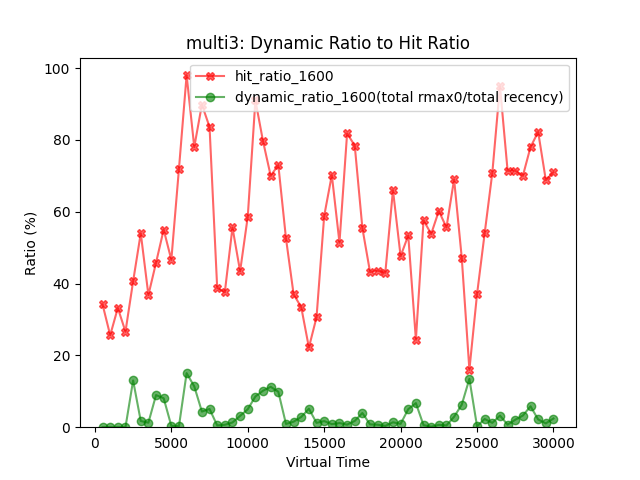 multi3: Dynamic Ratio to Hit Ratio
hit_ratio_1600
dynamic_ratio_1600(total rmax0/total recency)
Ratio (%)
100
80
60
40
20
0
0 5000 10000 15000 20000 25000 30000
Virtual Time